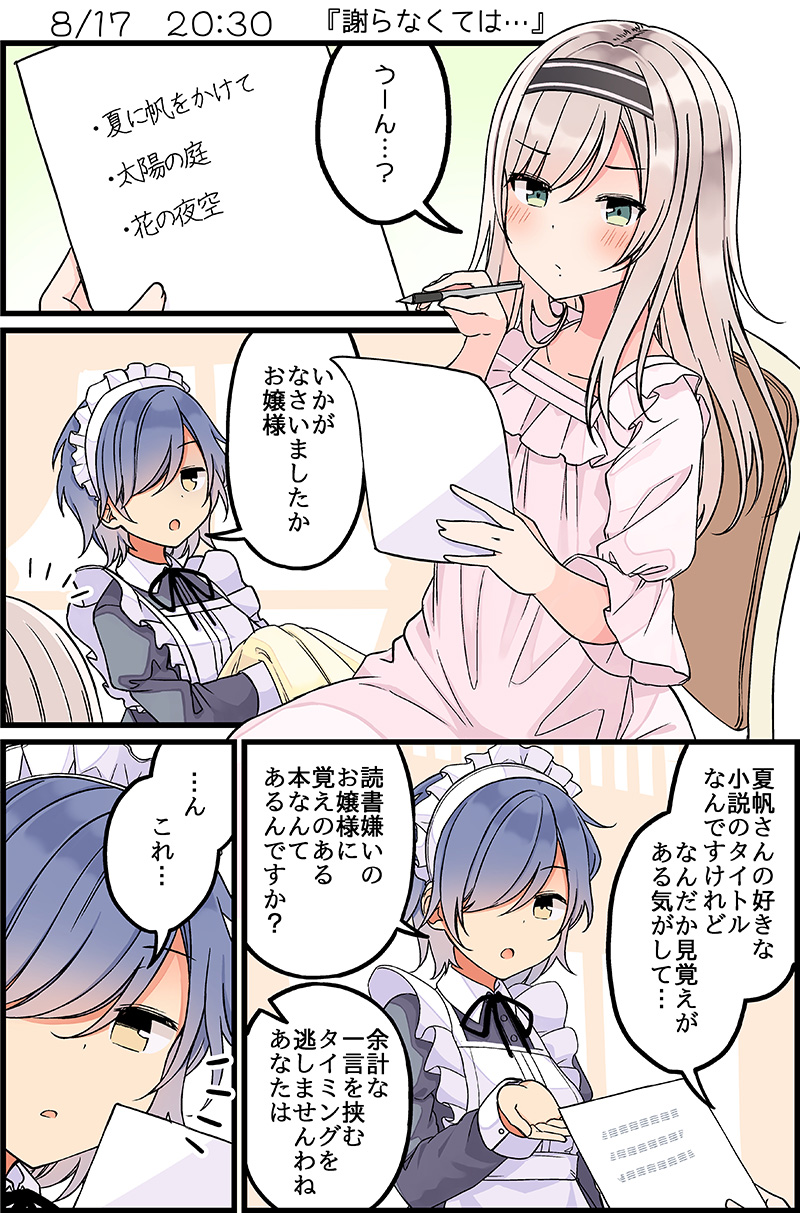 8/17 20:30 『謝らなくては…』
うーん…?
・夏に帆をかけて
・太陽の庭
・花の夜空
いかが
なさいましたか
お嬢様
夏帆さんの好きな
小説のタイトル
なんですけれど
なんだか見覚えが
ある気がして…
読書嫌いの
お嬢様に
覚えのある
本なんて
あるんですか?
余計な
一言を挟む
タイミングを
逃しませんわね
あなたは
…ん
これ…